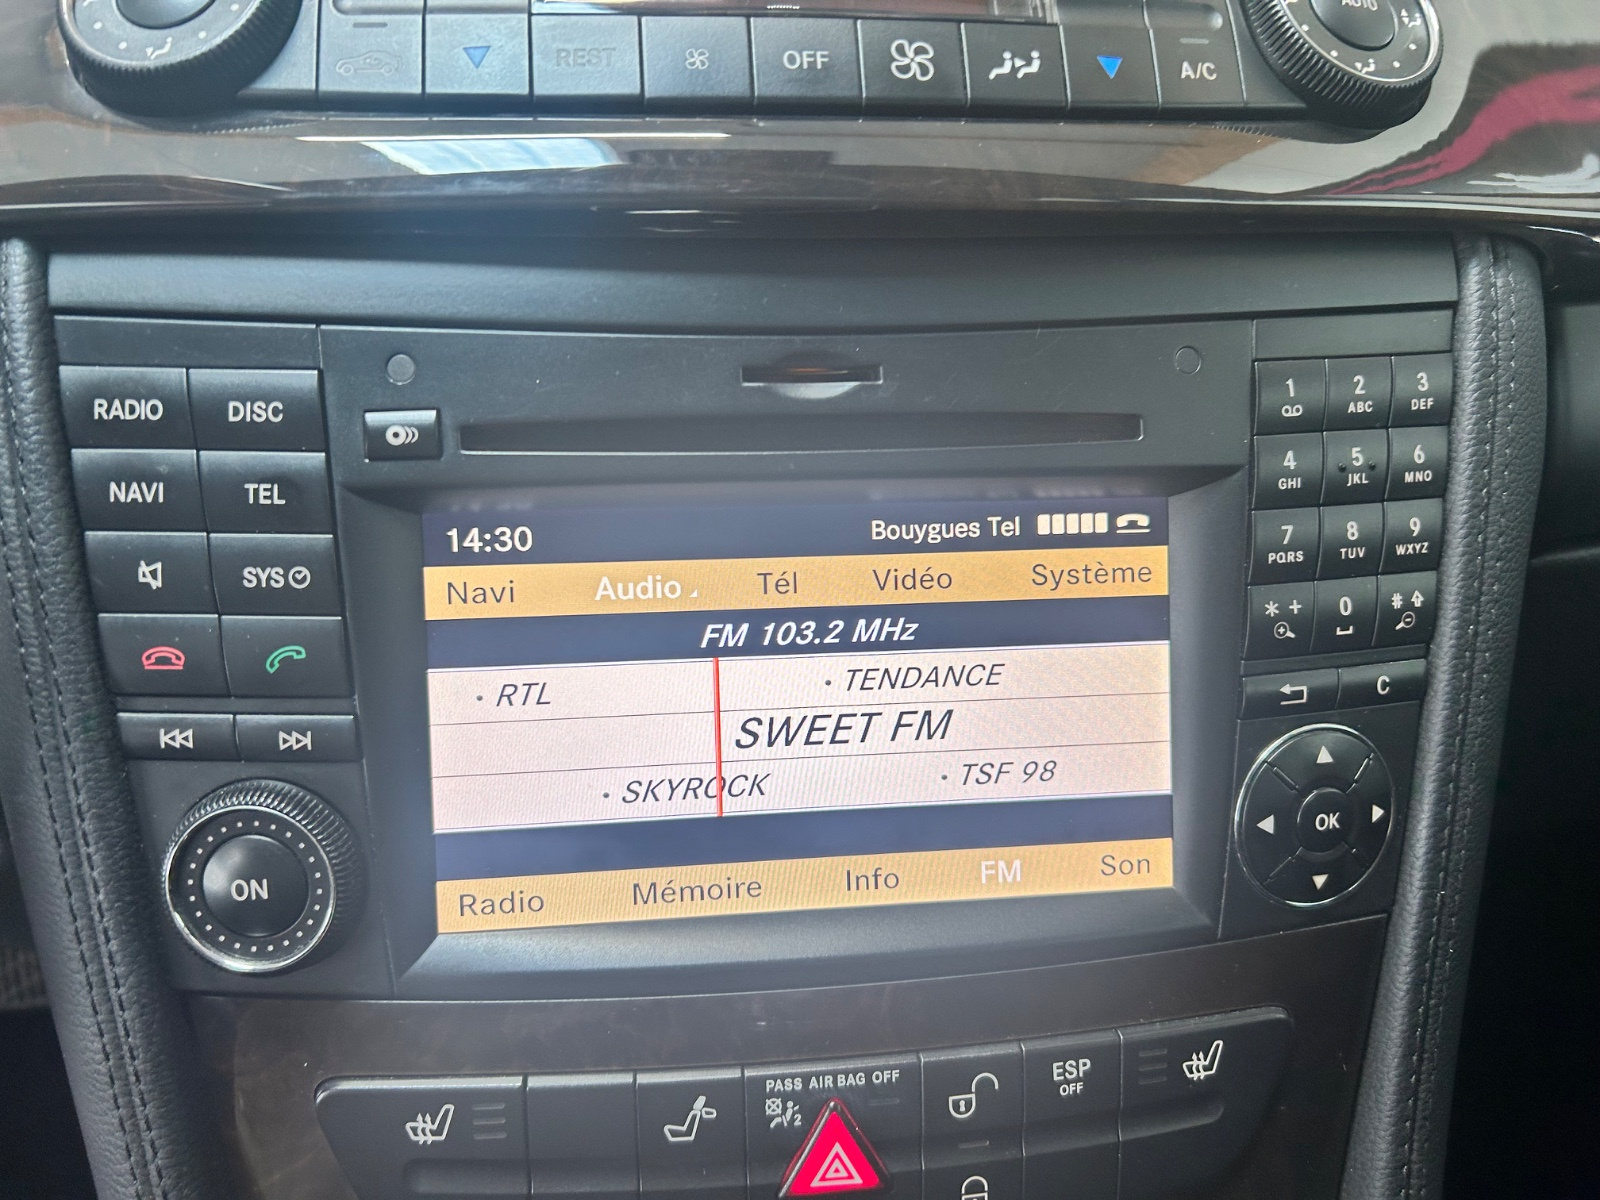 AUTO
REST
OFF
A/C
RADIO
DISC
NAVI
TEL
SYS
ON
14:30
Bouygues Tel
Navi
Audio
Tél
Vidéo
Système
FM 103.2 MHz
• RTL
• TENDANCE
SWEET FM
• SKYROCK
• TSF 98
Radio
Mémoire
Info
FM
Son
1
2
ABC
3
DEF
4
GHI
5
JKL
6
MNO
7
PQRS
8
TUV
9
WXYZ
* +
0
#
C
OK
PASS AIR BAG OFF
2
ESP
OFF